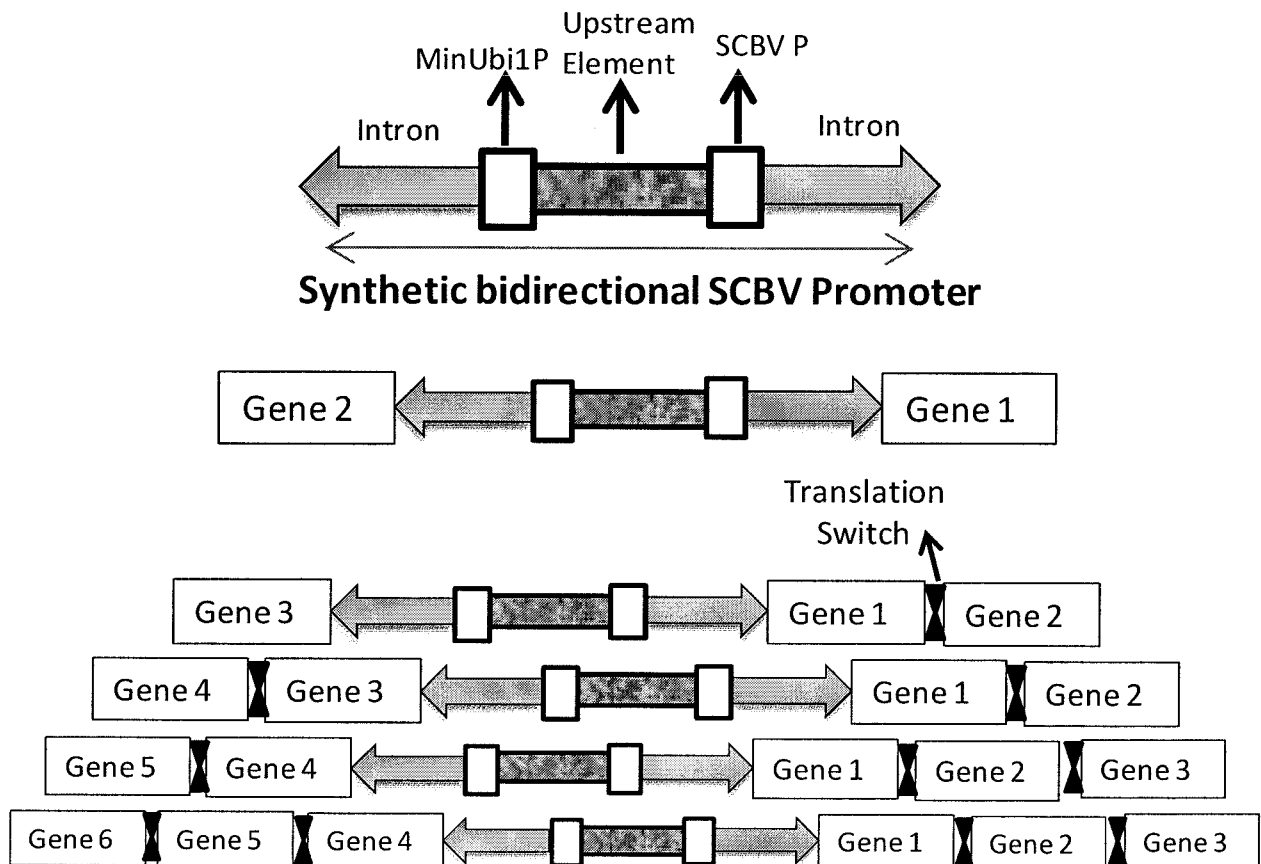 Upstream
Element
MinUbi1P
SCBV P
Intron
Intron
Synthetic bidirectional SCBV Promoter
Gene 2
Gene 1
Translation
Switch
Gene 3
Gene 1
Gene 2
Gene 4
Gene 3
Gene 1
Gene 2
Gene 5
Gene 4
Gene 1
Gene 2
Gene 3
Gene 6
Gene 5
Gene 4
Gene 1
Gene 2
Gene 3